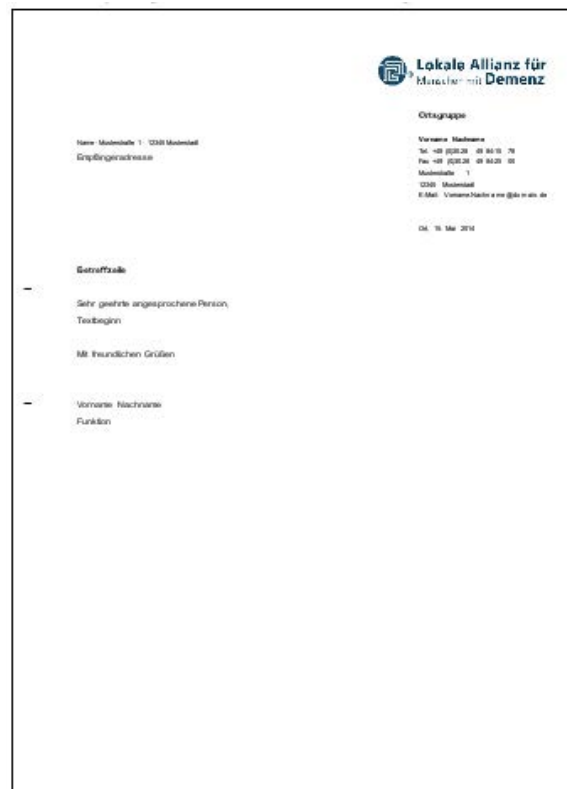 Lokale Allianz für
Menschen mit Demenz
Ortsgruppe
Name · Musterstraße 1 · 12345 Musterstadt
Empfängeradresse
Vorname Nachname
Tel. +49 (0)30 28 49 84 15 79
Fax +49 (0)30 28 49 84 25 00
Musterstraße 1
12345 Musterstadt
E-Mail: Vorname.Nachname@domain.de
Ort, 15. Mai 2014
Betreffzeile
Sehr geehrte angesprochene Person,
Textbeginn
Mit freundlichen Grüßen
Vorname Nachname
Funktion